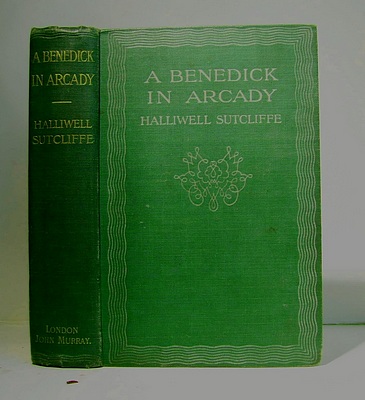 A BENEDICK
IN ARCADY
HALLIWELL
SUTCLIFFE
LONDON
JOHN MURRAY.
A BENEDICK
IN ARCADY
HALLIWELL SUTCLIFFE